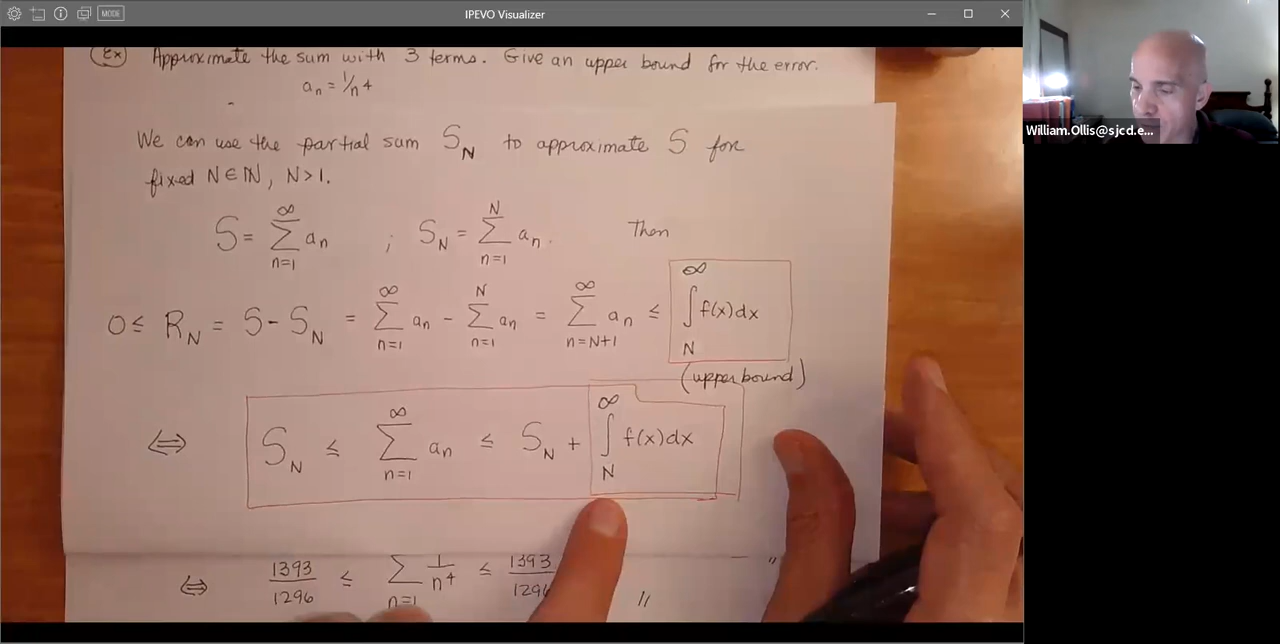 MODE
IPEVO Visualizer
Ex Approximate the sum with 3 terms. Give an upper bound for the error.
aₙ = 1/n⁴
We can use the partial sum S_N to approximate S for
fixed N ∈ ℕ, N > 1.
S = ∑_{n=1}^{∞} aₙ ; S_N = ∑_{n=1}^{N} aₙ. Then
0 ≤ R_N = S - S_N = ∑_{n=1}^{∞} aₙ - ∑_{n=1}^{N} aₙ = ∑_{n=N+1}^{∞} aₙ ≤ ∫_{N}^{∞} f(x)dx
(upper bound)
⇔ S_N ≤ ∑_{n=1}^{∞} aₙ ≤ S_N + ∫_{N}^{∞} f(x)dx
⇔ 1393/1296 ≤ ∑_{n=1} 1/n⁴ ≤ 1393/1296 //
William.Ollis@sjcd.e...